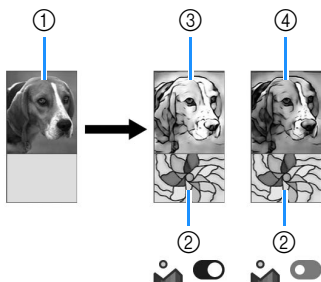 ① ③ ④
② ②